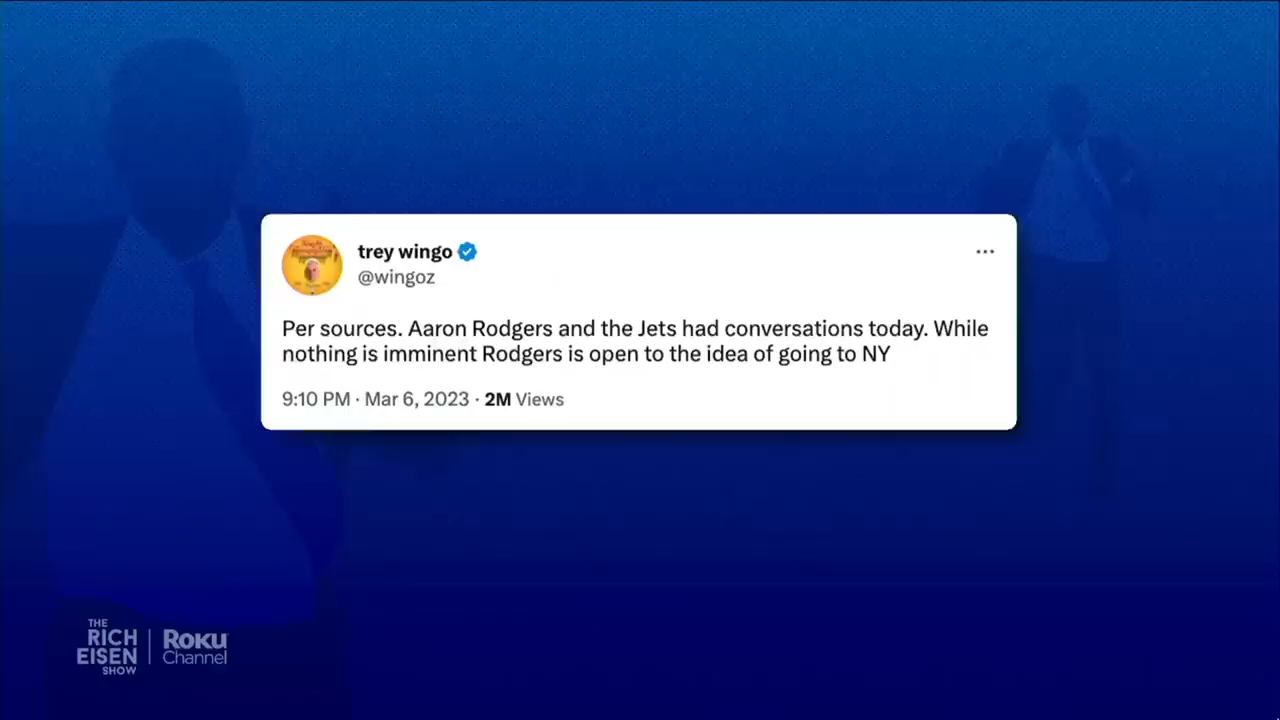 trey wingo
@wingoz
Per sources. Aaron Rodgers and the Jets had conversations today. While
nothing is imminent Rodgers is open to the idea of going to NY
9:10 PM · Mar 6, 2023 · 2M Views
THE
RICH
EISEN
SHOW
Roku
Channel